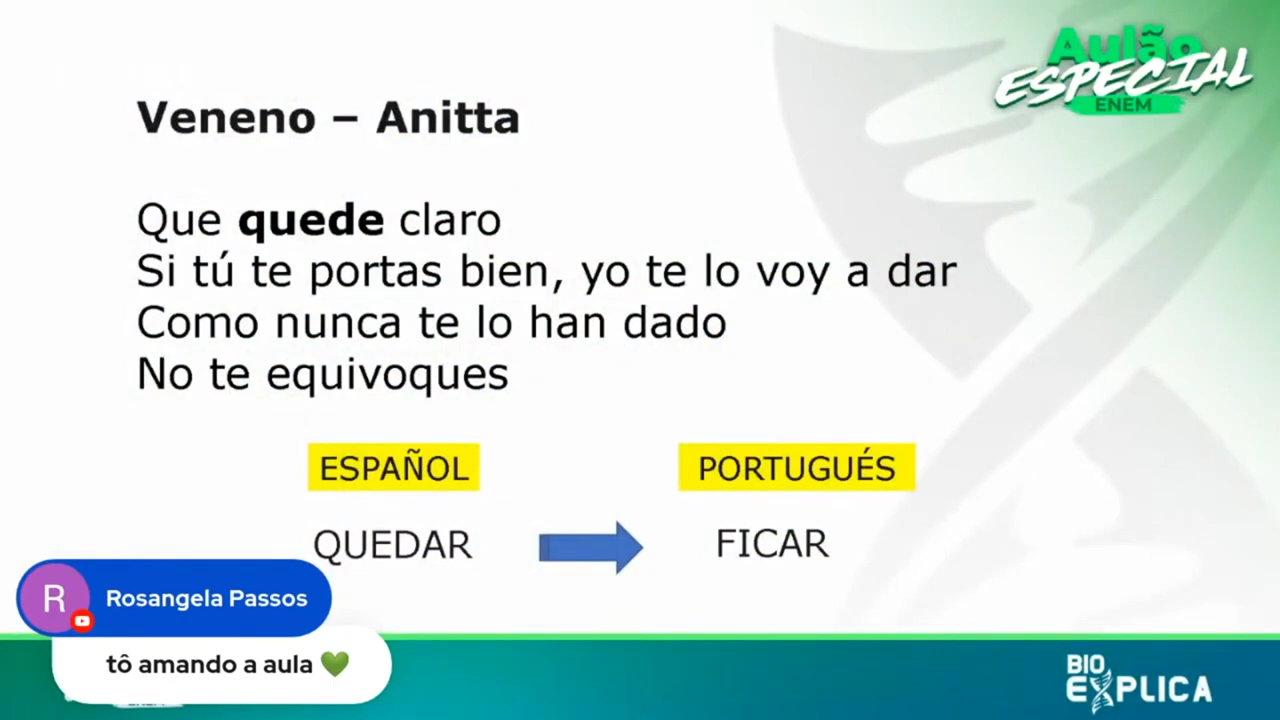 Aulão
ESPECIAL
ENEM
Veneno – Anitta
Que quede claro
Si tú te portas bien, yo te lo voy a dar
Como nunca te lo han dado
No te equivoques
ESPAÑOL
PORTUGUÉS
QUEDAR
FICAR
R
Rosangela Passos
tô amando a aula 💚
BIO
EXPLICA